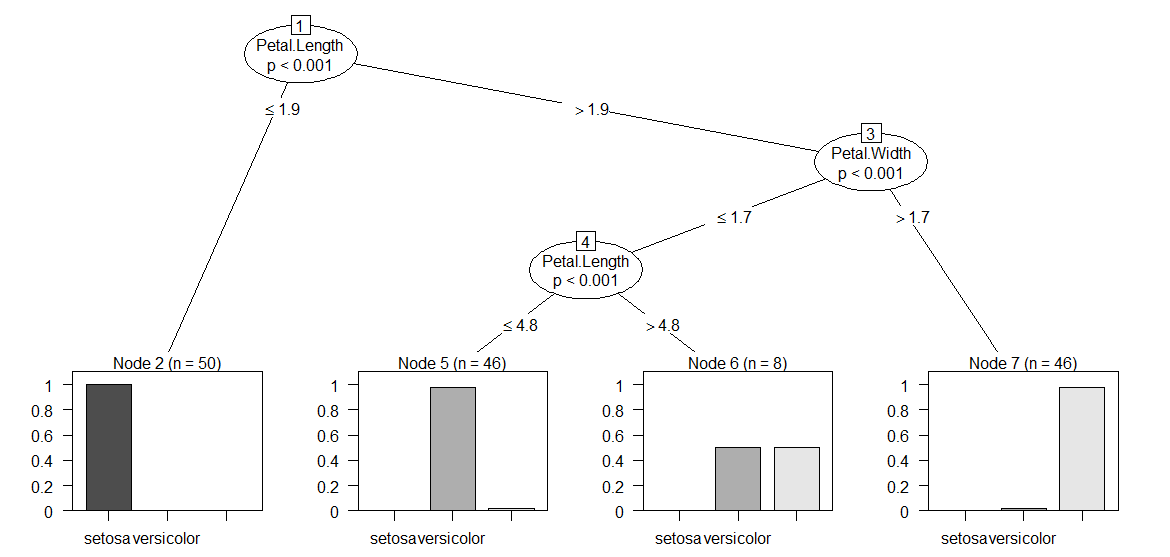 1
Petal.Length
p < 0.001
≤ 1.9
> 1.9
3
Petal.Width
p < 0.001
≤ 1.7
> 1.7
4
Petal.Length
p < 0.001
≤ 4.8
> 4.8
Node 2 (n = 50)
1
0.8
0.6
0.4
0.2
0
setosa versicolor
Node 5 (n = 46)
1
0.8
0.6
0.4
0.2
0
setosa versicolor
Node 6 (n = 8)
1
0.8
0.6
0.4
0.2
0
setosa versicolor
Node 7 (n = 46)
1
0.8
0.6
0.4
0.2
0
setosa versicolor